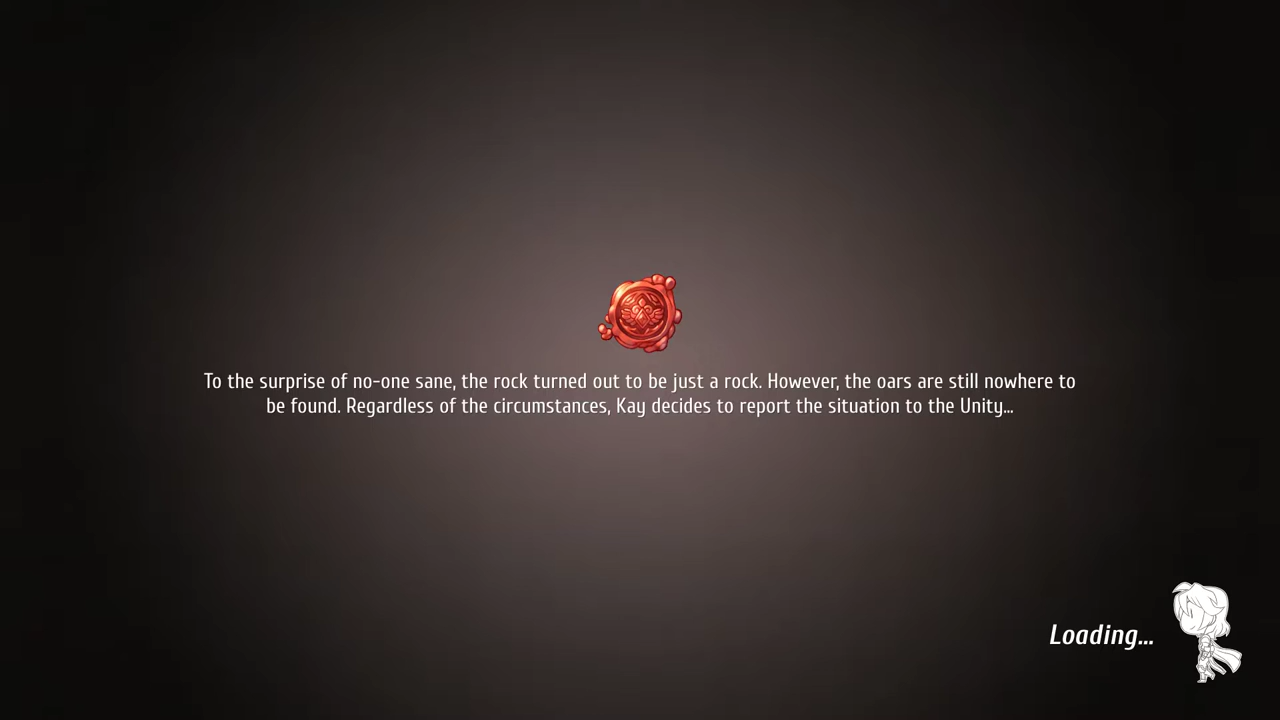 To the surprise of no-one sane, the rock turned out to be just a rock. However, the oars are still nowhere to
be found. Regardless of the circumstances, Kay decides to report the situation to the Unity...
Loading...